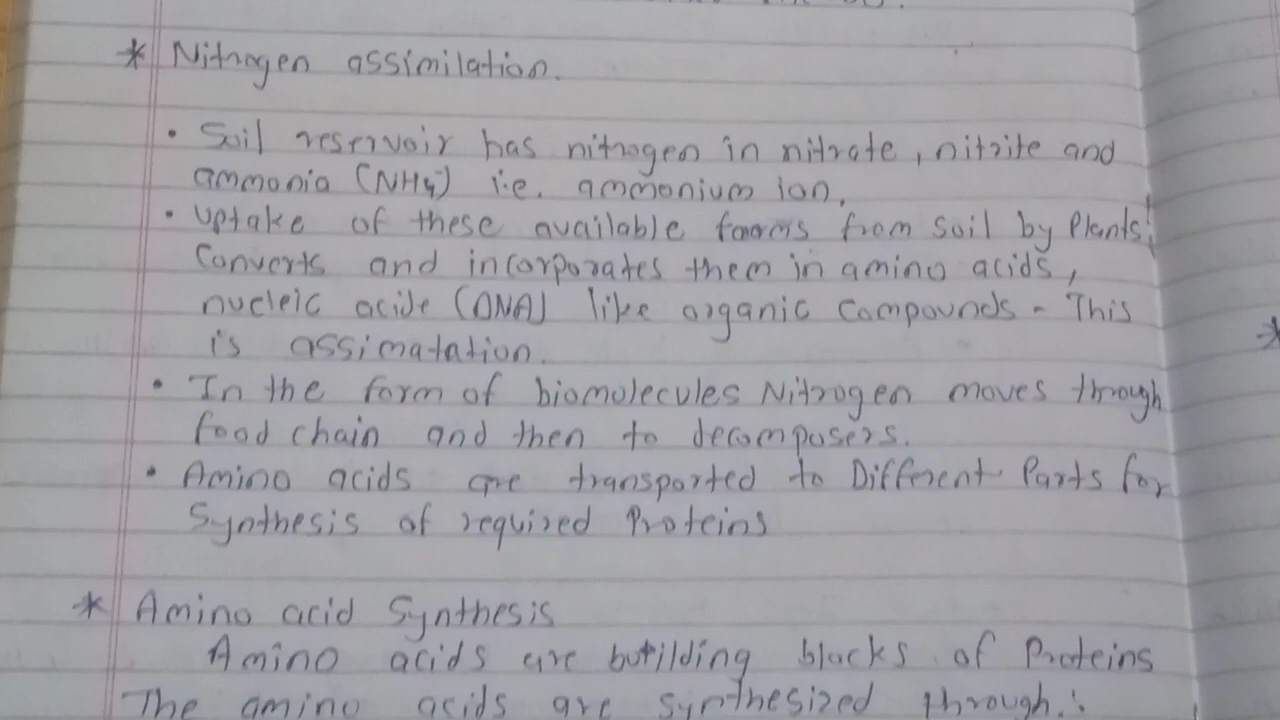 * Nitrogen assimilation.
• Soil reservoir has nitrogen in nitrate, nitrite and
ammonia (NH4-) i.e. ammonium ion.
• Uptake of these available forms from soil by Plants,
Converts and incorporates them in amino acids,
nucleic acide (DNA) like organic Compounds - This
is assimatation.
• In the form of biomolecules Nitrogen moves through
food chain and then to decomposers.
• Amino acids are transported to Different Parts for
Synthesis of required Proteins
* Amino acid Synthesis
Amino acids are building blocks of Proteins
The amino acids are synthesized through: